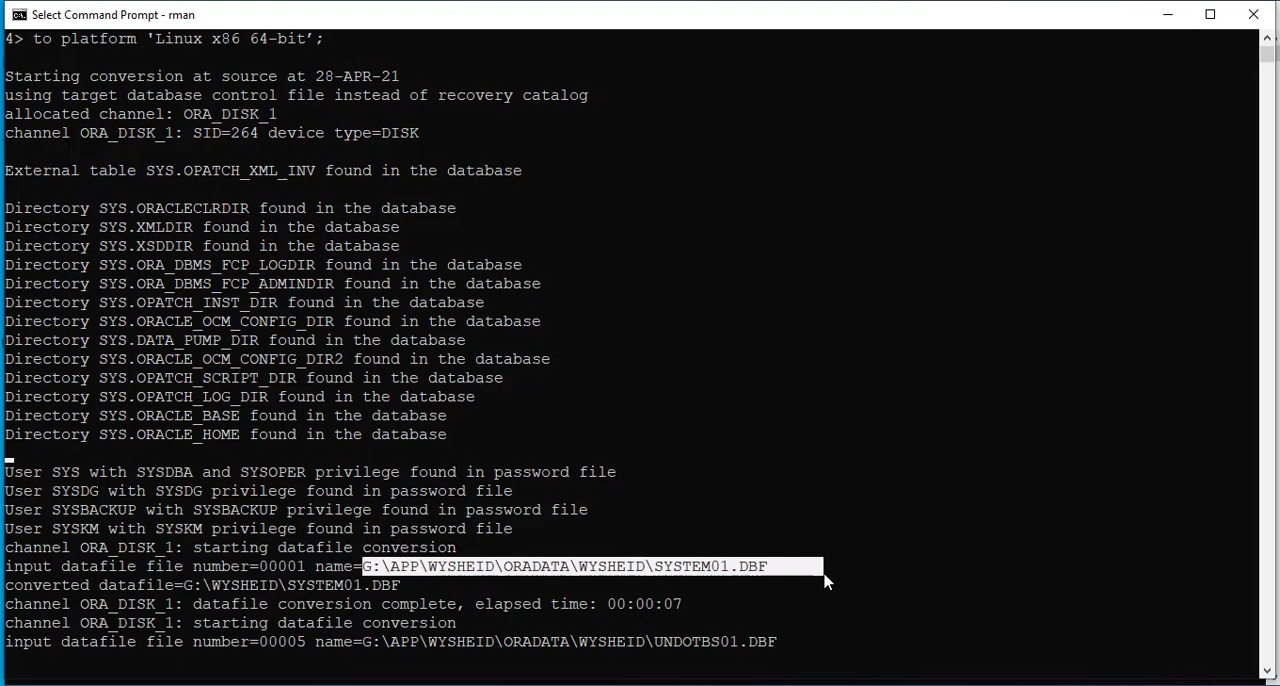 Select Command Prompt - rman
4> to platform 'Linux x86 64-bit’;
Starting conversion at source at 28-APR-21
using target database control file instead of recovery catalog
allocated channel: ORA_DISK_1
channel ORA_DISK_1: SID=264 device type=DISK
External table SYS.OPATCH_XML_INV found in the database
Directory SYS.ORACLECLRDIR found in the database
Directory SYS.XMLDIR found in the database
Directory SYS.XSDDIR found in the database
Directory SYS.ORA_DBMS_FCP_LOGDIR found in the database
Directory SYS.ORA_DBMS_FCP_ADMINDIR found in the database
Directory SYS.OPATCH_INST_DIR found in the database
Directory SYS.ORACLE_OCM_CONFIG_DIR found in the database
Directory SYS.DATA_PUMP_DIR found in the database
Directory SYS.ORACLE_OCM_CONFIG_DIR2 found in the database
Directory SYS.OPATCH_SCRIPT_DIR found in the database
Directory SYS.OPATCH_LOG_DIR found in the database
Directory SYS.ORACLE_BASE found in the database
Directory SYS.ORACLE_HOME found in the database
User SYS with SYSDBA and SYSOPER privilege found in password file
User SYSDG with SYSDG privilege found in password file
User SYSBACKUP with SYSBACKUP privilege found in password file
User SYSKM with SYSKM privilege found in password file
channel ORA_DISK_1: starting datafile conversion
input datafile file number=00001 name=G:\APP\WYSHEID\ORADATA\WYSHEID\SYSTEM01.DBF
converted datafile=G:\WYSHEID\SYSTEM01.DBF
channel ORA_DISK_1: datafile conversion complete, elapsed time: 00:00:07
channel ORA_DISK_1: starting datafile conversion
input datafile file number=00005 name=G:\APP\WYSHEID\ORADATA\WYSHEID\UNDOTBS01.DBF